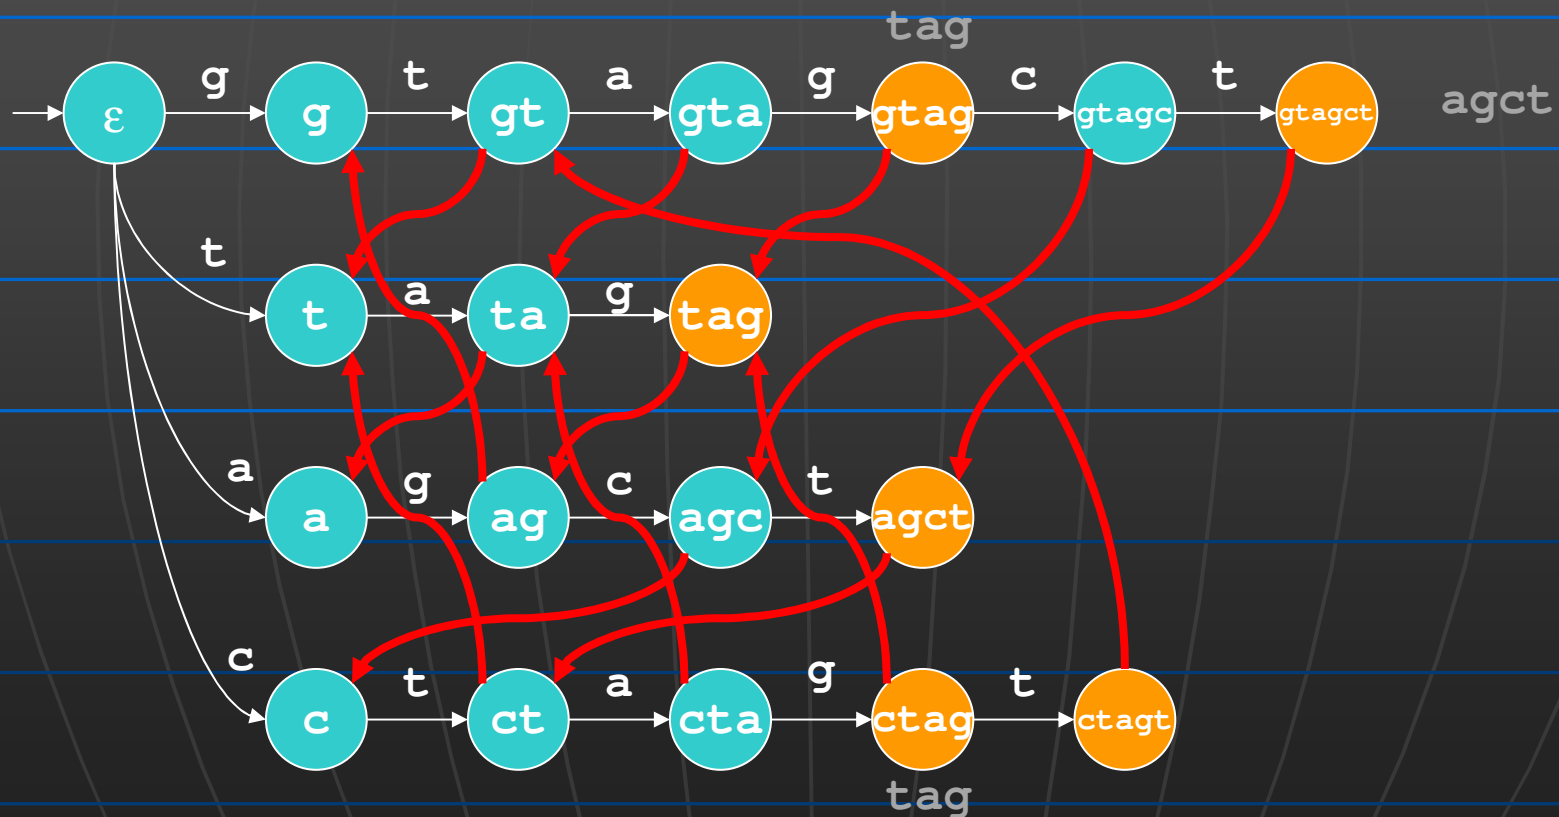 tag
g t a g c t
ε g gt gta gtag gtagc gtagct agct
t a g
t ta tag
a g c t
a ag agc agct
c t a g t
c ct cta ctag ctagt
tag